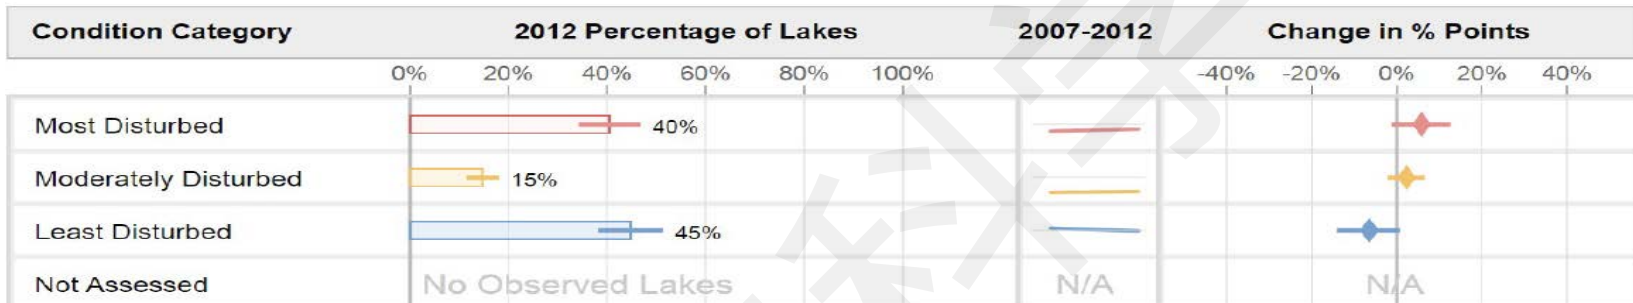 Condition Category 2012 Percentage of Lakes 2007-2012 Change in % Points
0% 20% 40% 60% 80% 100% -40% -20% 0% 20% 40%
Most Disturbed 40%
Moderately Disturbed 15%
Least Disturbed 45%
Not Assessed No Observed Lakes N/A N/A